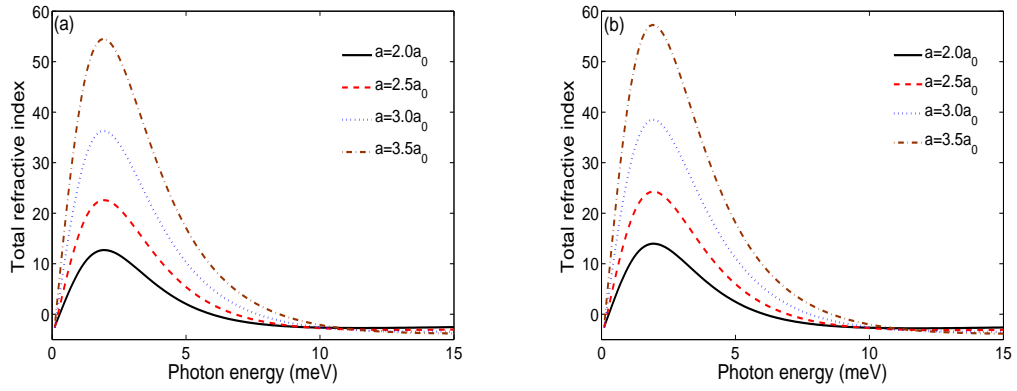 (a)
Total refractive index
60
50
40
30
20
10
0
0 5 10 15
Photon energy (meV)
a=2.0a₀
a=2.5a₀
a=3.0a₀
a=3.5a₀
(b)
Total refractive index
60
50
40
30
20
10
0
0 5 10 15
Photon energy (meV)
a=2.0a₀
a=2.5a₀
a=3.0a₀
a=3.5a₀